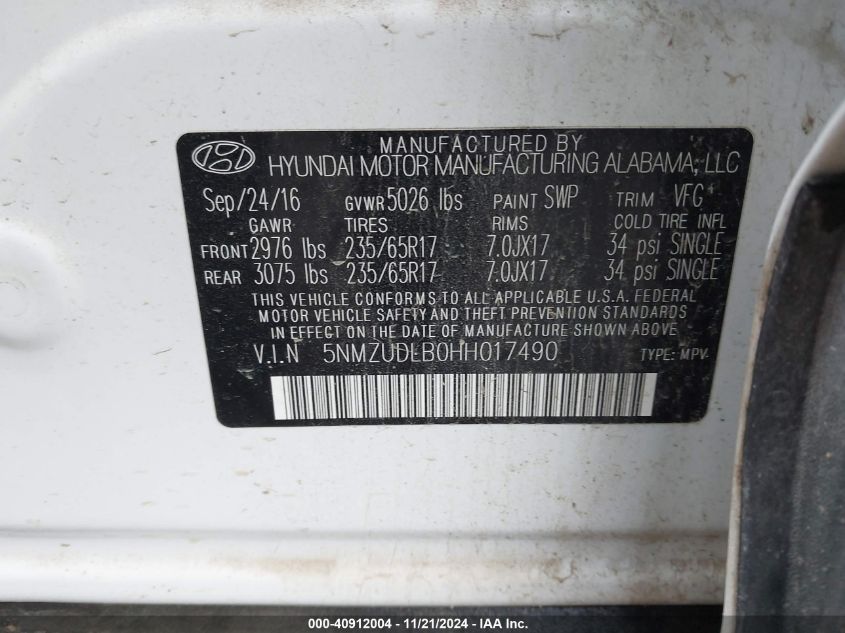 MANUFACTURED BY
HYUNDAI MOTOR MANUFACTURING ALABAMA, LLC
Sep/24/16 GVWR 5026 lbs PAINT SWP TRIM VFG
GAWR TIRES RIMS COLD TIRE INFL
FRONT 2976 lbs 235/65R17 7.0JX17 34 psi SINGLE
REAR 3075 lbs 235/65R17 7.0JX17 34 psi SINGLE
THIS VEHICLE CONFORMS TO ALL APPLICABLE U.S.A. FEDERAL
MOTOR VEHICLE SAFETY AND THEFT PREVENTION STANDARDS
IN EFFECT ON THE DATE OF MANUFACTURE SHOWN ABOVE.
V.I.N 5NMZUDLB0HH017490 TYPE: MPV
000-40912004 - 11/21/2024 - IAAI.com